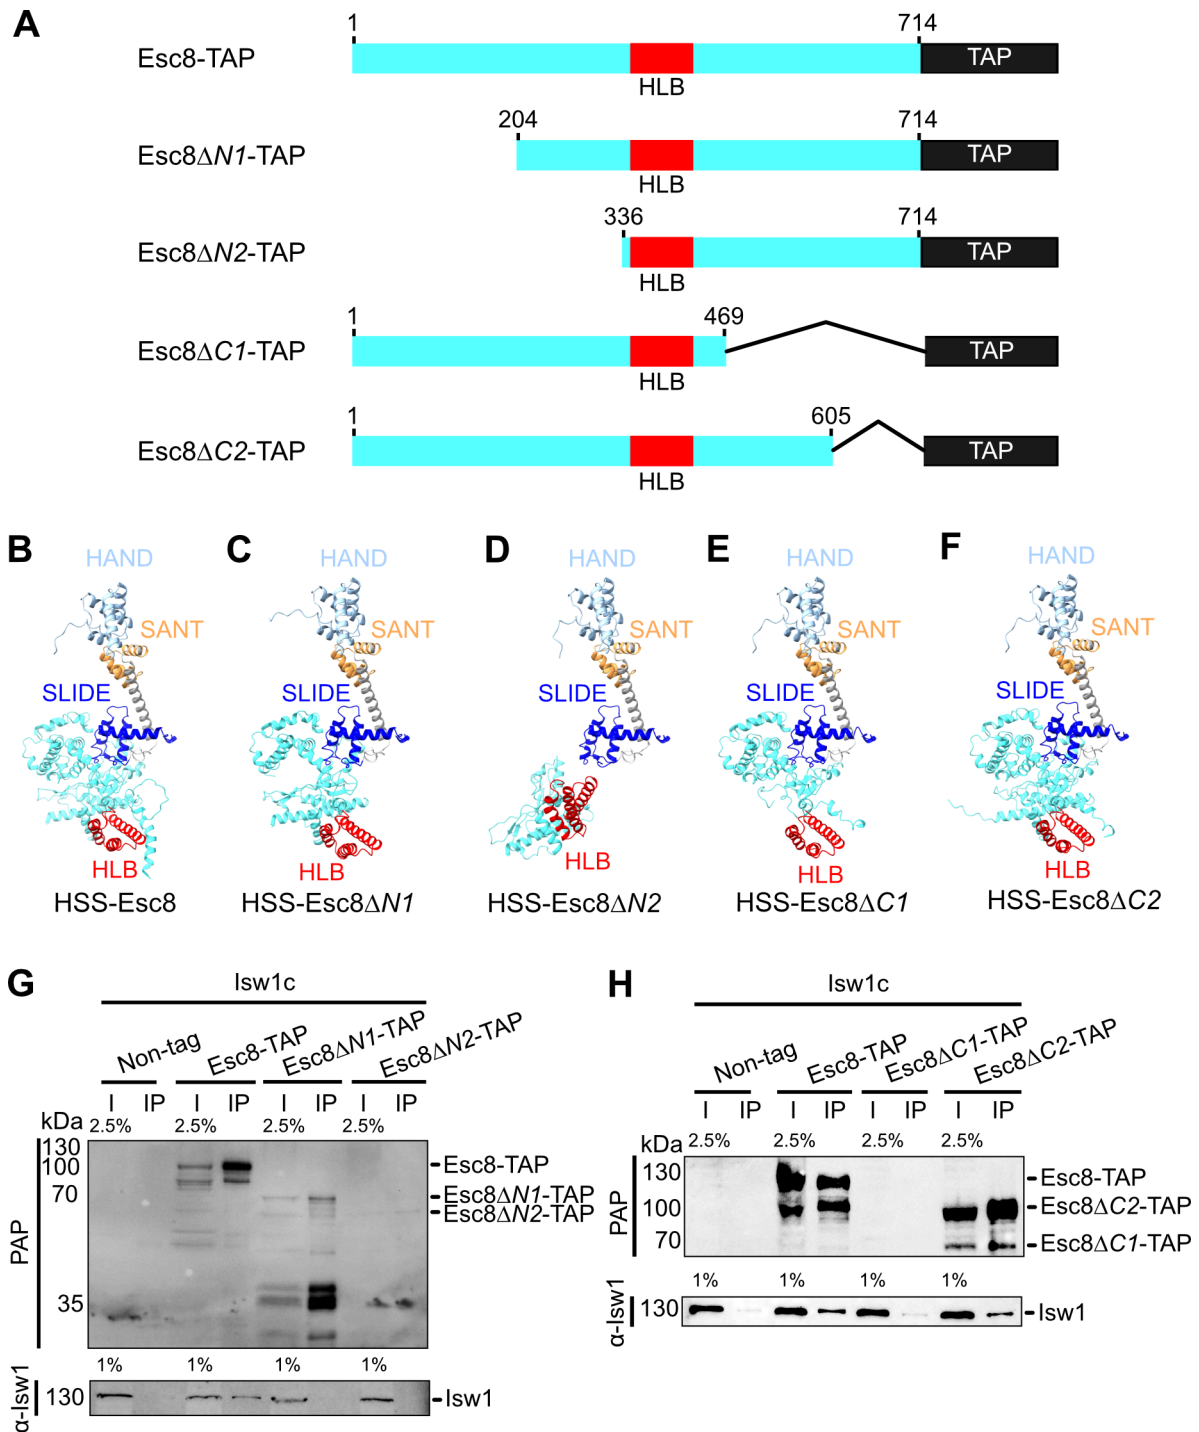 A
1 714
Esc8-TAP TAP
HLB
204 714
Esc8ΔN1-TAP TAP
HLB
336 714
Esc8ΔN2-TAP TAP
HLB
1 469
Esc8ΔC1-TAP TAP
HLB
1 605
Esc8ΔC2-TAP TAP
HLB
B
HAND
SANT
SLIDE
HLB
HSS-Esc8
C
HAND
SANT
SLIDE
HLB
HSS-Esc8ΔN1
D
HAND
SANT
SLIDE
HLB
HSS-Esc8ΔN2
E
HAND
SANT
SLIDE
HLB
HSS-Esc8ΔC1
F
HAND
SANT
SLIDE
HLB
HSS-Esc8ΔC2
G
Isw1c
Non-tag Esc8-TAP Esc8ΔN1-TAP Esc8ΔN2-TAP
I IP I IP I IP I IP
kDa 2.5% 2.5% 2.5% 2.5%
130
100 Esc8-TAP
70 Esc8ΔN1-TAP
Esc8ΔN2-TAP
PAP
35
1% 1% 1% 1%
α-Isw1 130 Isw1
H
Isw1c
Non-tag Esc8-TAP Esc8ΔC1-TAP Esc8ΔC2-TAP
I IP I IP I IP I IP
kDa 2.5% 2.5% 2.5% 2.5%
130 Esc8-TAP
PAP 100 Esc8ΔC2-TAP
70 Esc8ΔC1-TAP
1% 1% 1% 1%
α-Isw1 130 Isw1